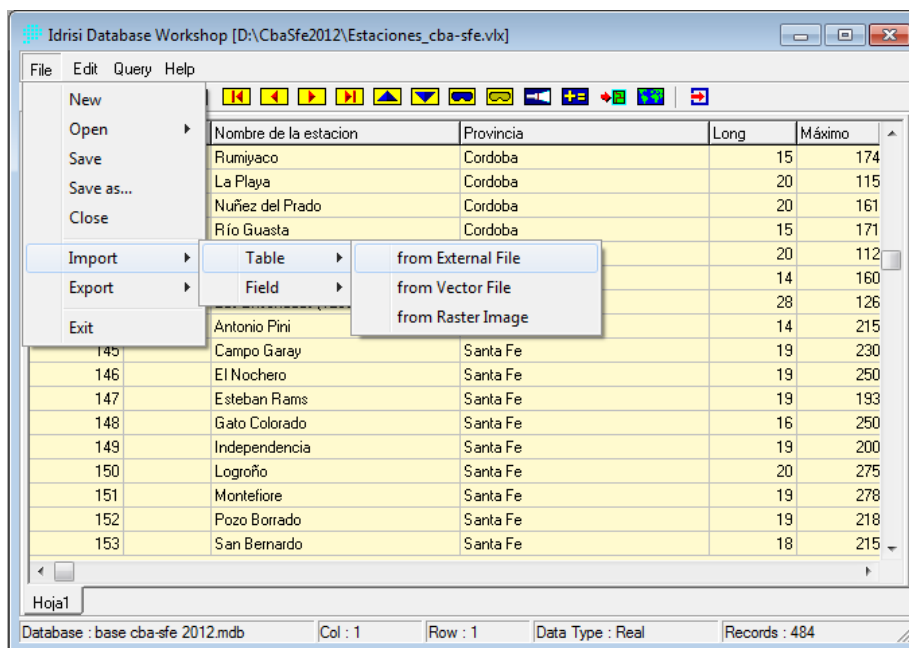 Idrisi Database Workshop [D:\CbaSfe2012\Estaciones_cba-sfe.vlx]
File Edit Query Help
New
Open
Save
Save as...
Close
Import
Export
Exit
Table
Field
from External File
from Vector File
from Raster Image
Nombre de la estacion Provincia Long Máximo
Rumiyaco Cordoba 15 174
La Playa Cordoba 20 115
Nuñez del Prado Cordoba 20 161
Río Guasta Cordoba 15 171
20 112
14 160
28 126
Antonio Pini Santa Fe 14 215
145 Campo Garay Santa Fe 19 230
146 El Nochero Santa Fe 19 250
147 Esteban Rams Santa Fe 19 193
148 Gato Colorado Santa Fe 16 250
149 Independencia Santa Fe 19 200
150 Logroño Santa Fe 20 275
151 Montefiore Santa Fe 19 278
152 Pozo Borrado Santa Fe 19 218
153 San Bernardo Santa Fe 18 215
Hoja1
Database : base cba-sfe 2012.mdb Col : 1 Row : 1 Data Type : Real Records : 484